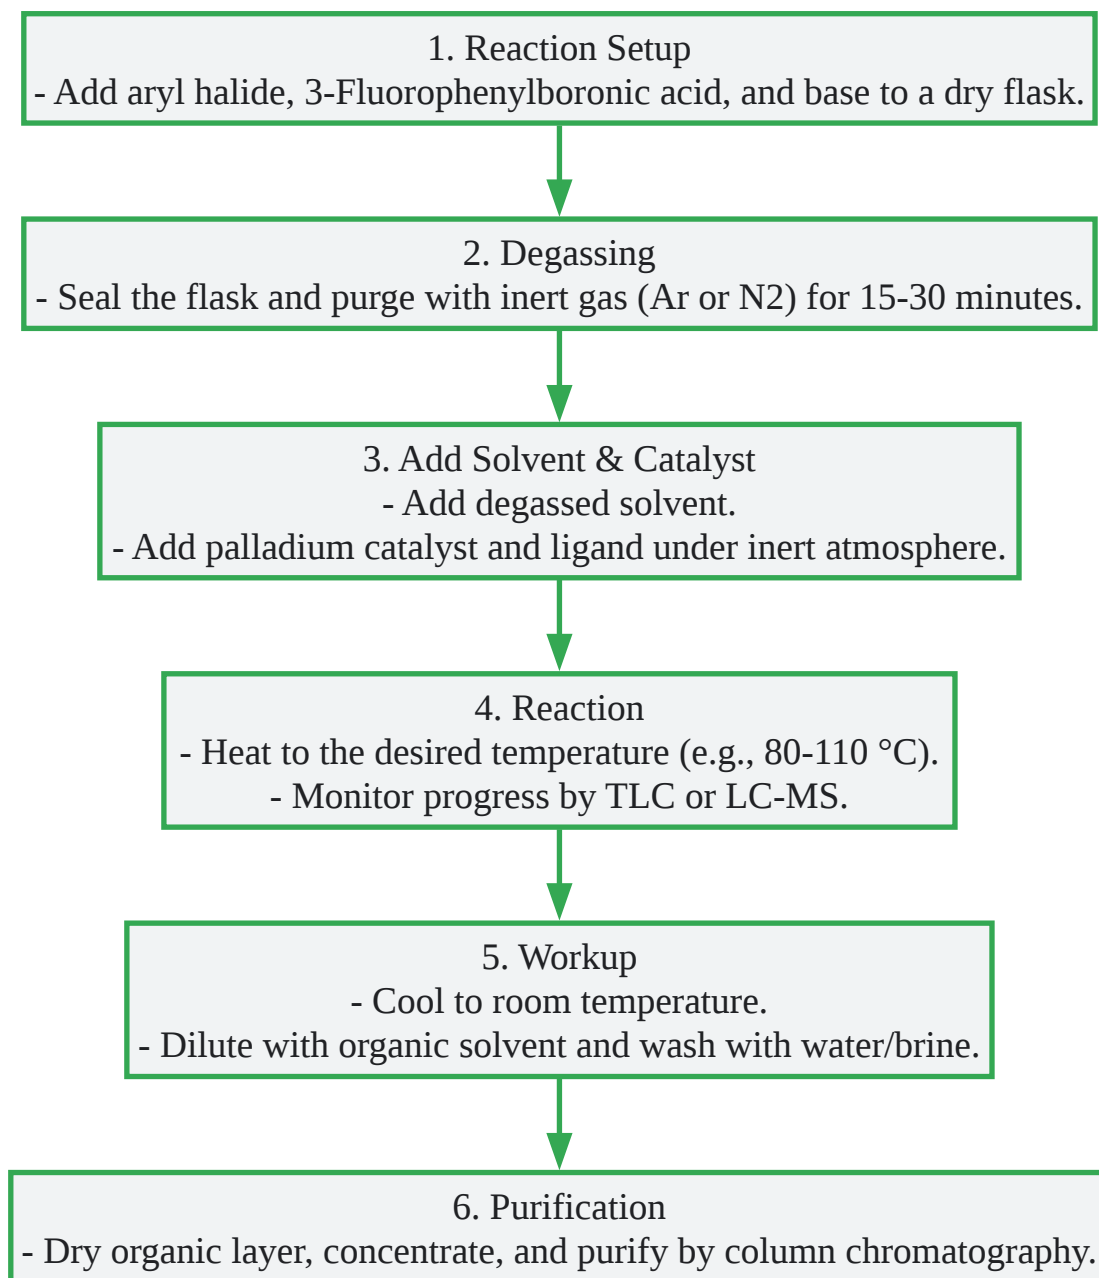 1. Reaction Setup
- Add aryl halide, 3-Fluorophenylboronic acid, and base to a dry flask.
2. Degassing
- Seal the flask and purge with inert gas (Ar or N2) for 15-30 minutes.
3. Add Solvent & Catalyst
- Add degassed solvent.
- Add palladium catalyst and ligand under inert atmosphere.
4. Reaction
- Heat to the desired temperature (e.g., 80-110 °C).
- Monitor progress by TLC or LC-MS.
5. Workup
- Cool to room temperature.
- Dilute with organic solvent and wash with water/brine.
6. Purification
- Dry organic layer, concentrate, and purify by column chromatography.